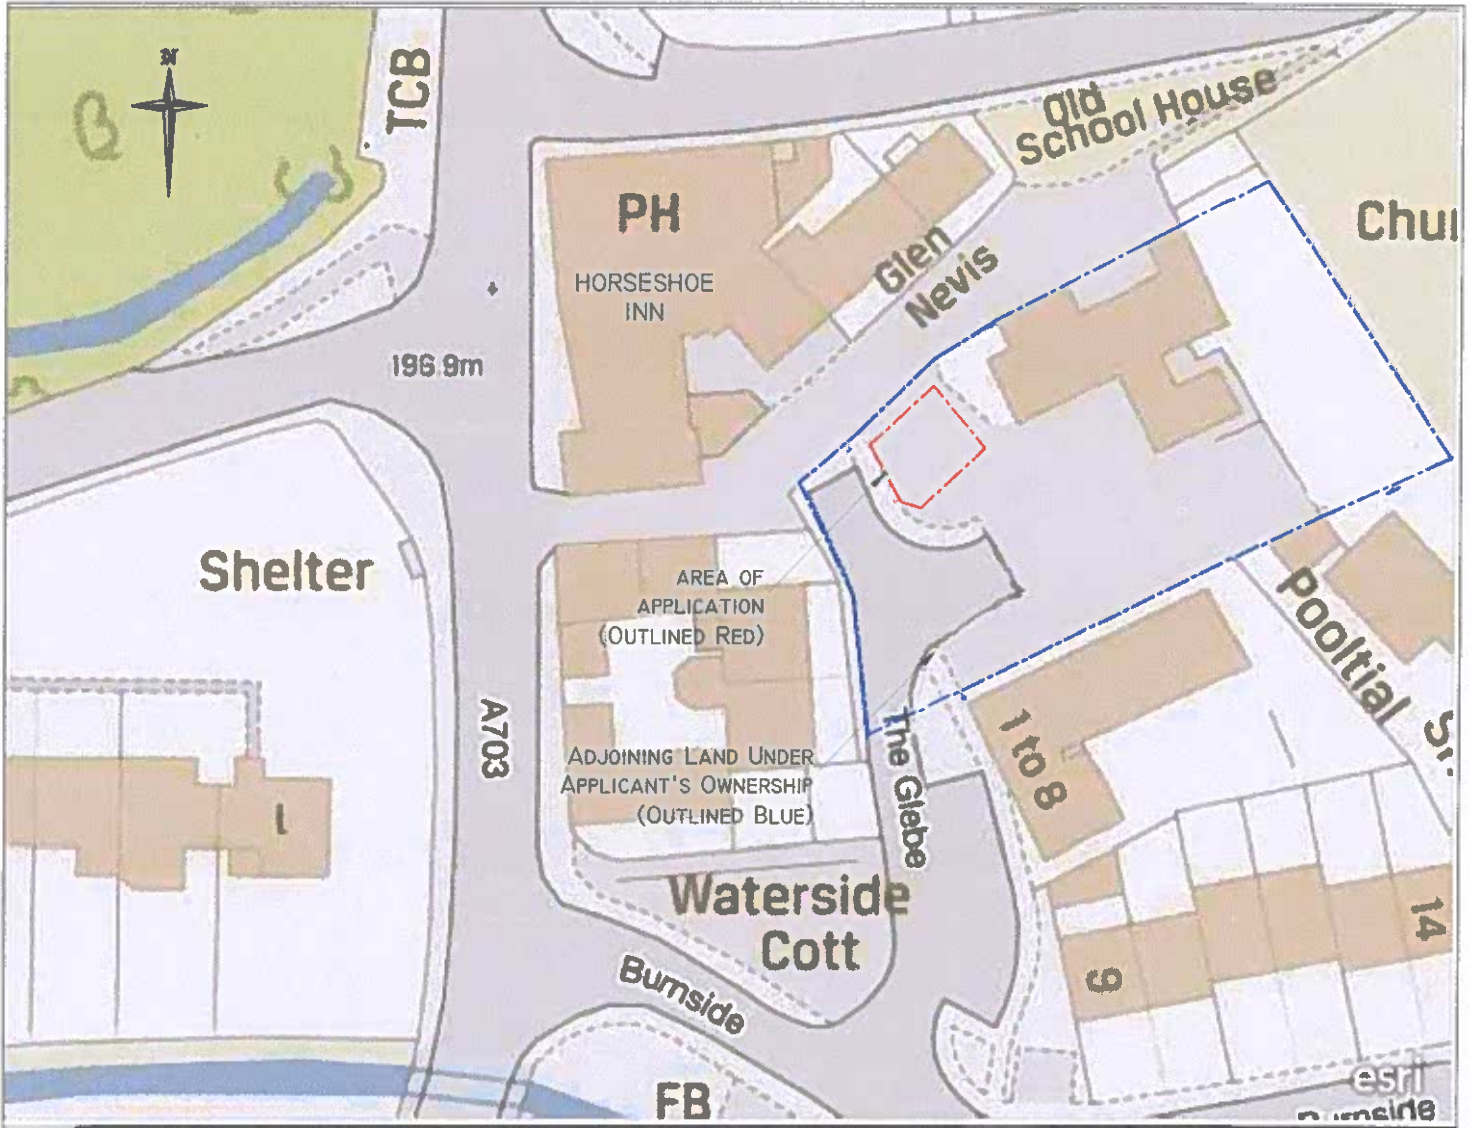 N
TCB
B
Old
School House
PH
HORSESHOE
INN
Glen
Nevis
196.9m
Shelter
AREA OF
APPLICATION
(OUTLINED RED)
A703
ADJOINING LAND UNDER
APPLICANT'S OWNERSHIP
(OUTLINED BLUE)
The Glebe
1 to 8
Pooltial
1
Waterside
Cott
Burnside
9
14
FB
esri
Burnside